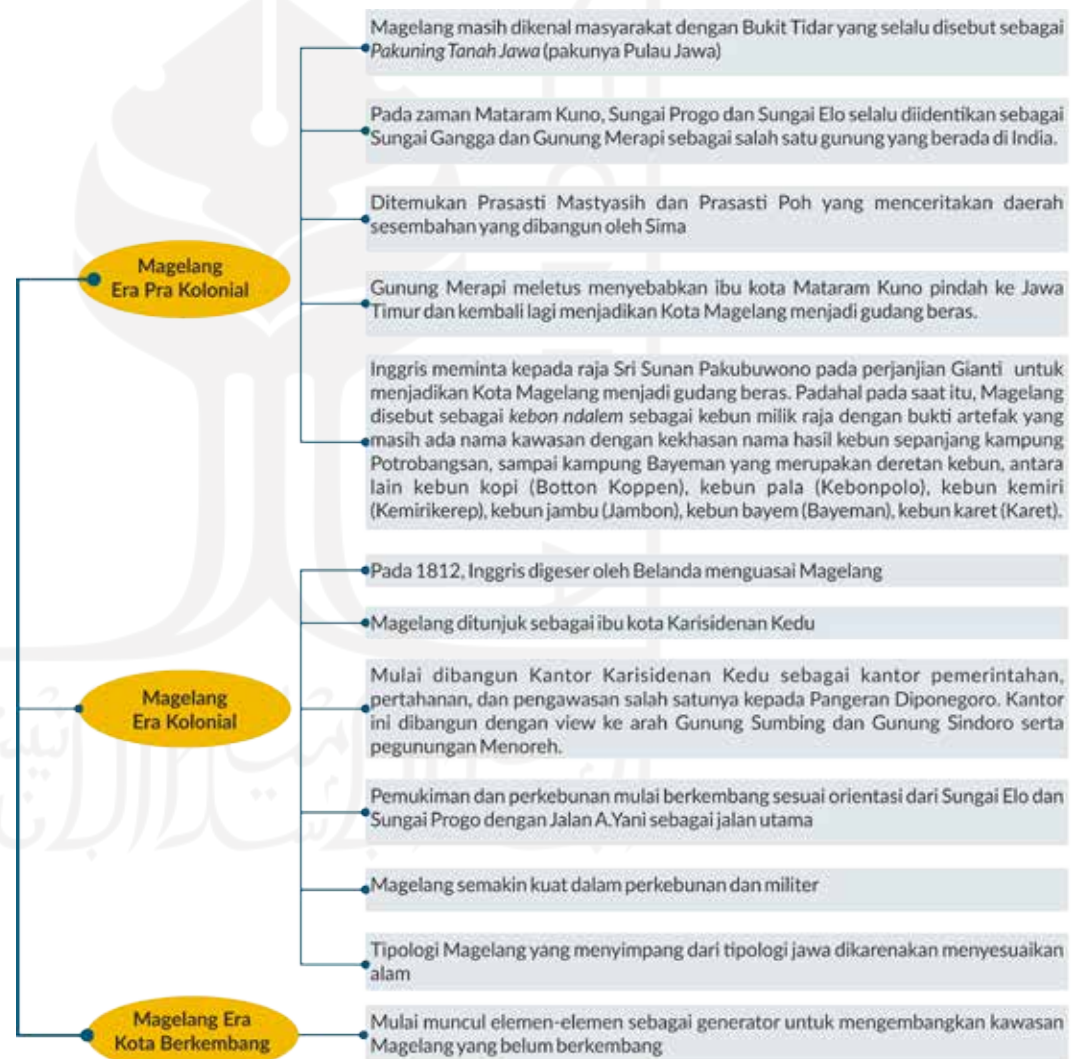 Magelang masih dikenal masyarakat dengan Bukit Tidar yang selalu disebut sebagai
Pakuning Tanah Jawa (pakunya Pulau Jawa)
Pada zaman Mataram Kuno, Sungai Progo dan Sungai Elo selalu diidentikan sebagai
Sungai Gangga dan Gunung Merapi sebagai salah satu gunung yang berada di India.
Ditemukan Prasasti Mastyasih dan Prasasti Poh yang menceritakan daerah
sesembahan yang dibangun oleh Sima
Magelang
Era Pra Kolonial
Gunung Merapi meletus menyebabkan ibu kota Mataram Kuno pindah ke Jawa
Timur dan kembali lagi menjadikan Kota Magelang menjadi gudang beras.
Inggris meminta kepada raja Sri Sunan Pakubuwono pada perjanjian Gianti untuk
menjadikan Kota Magelang menjadi gudang beras. Padahal pada saat itu, Magelang
disebut sebagai kebon ndalem sebagai kebun milik raja dengan bukti artefak yang
masih ada nama kawasan dengan kekhasan nama hasil kebun sepanjang kampung
Potrobangsan, sampai kampung Bayeman yang merupakan deretan kebun, antara
lain kebun kopi (Botton Koppen), kebun pala (Kebonpolo), kebun kemiri
(Kemirikerep), kebun jambu (Jambon), kebun bayem (Bayeman), kebun karet (Karet).
Pada 1812, Inggris digeser oleh Belanda menguasai Magelang
Magelang ditunjuk sebagai ibu kota Karisidenan Kedu
Magelang
Era Kolonial
Mulai dibangun Kantor Karisidenan Kedu sebagai kantor pemerintahan,
pertahanan, dan pengawasan salah satunya kepada Pangeran Diponegoro. Kantor
ini dibangun dengan view ke arah Gunung Sumbing dan Gunung Sindoro serta
pegunungan Menoreh.
Pemukiman dan perkebunan mulai berkembang sesuai orientasi dari Sungai Elo dan
Sungai Progo dengan Jalan A.Yani sebagai jalan utama
Magelang semakin kuat dalam perkebunan dan militer
Tipologi Magelang yang menyimpang dari tipologi jawa dikarenakan menyesuaikan
alam
Magelang Era
Kota Berkembang
Mulai muncul elemen-elemen sebagai generator untuk mengembangkan kawasan
Magelang yang belum berkembang